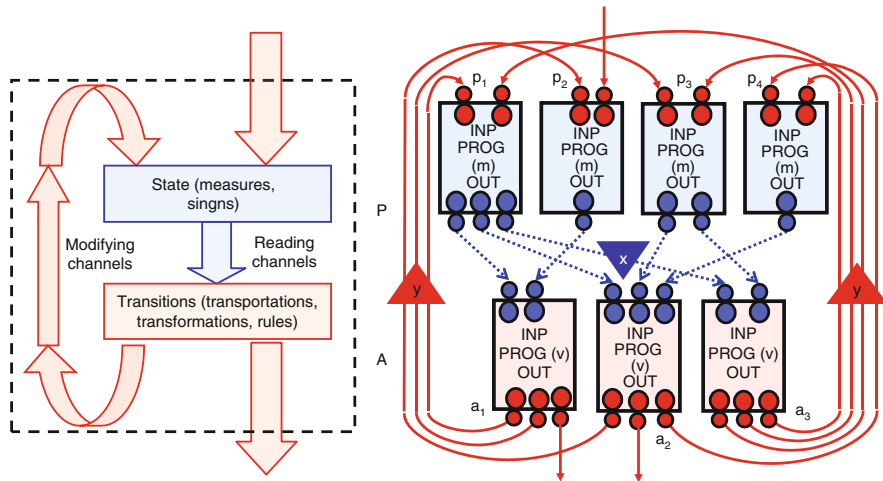 State (measures,
singns)
Modifying
channels
Reading
channels
Transitions (transportations,
transformations, rules)
P
A
p1
p2
p3
p4
INP
PROG
(m)
OUT
INP
PROG
(m)
OUT
INP
PROG
(m)
OUT
INP
PROG
(m)
OUT
y
x
y
INP
PROG (v)
OUT
INP
PROG
(v)
OUT
INP
PROG (v)
OUT
a1
a2
a3